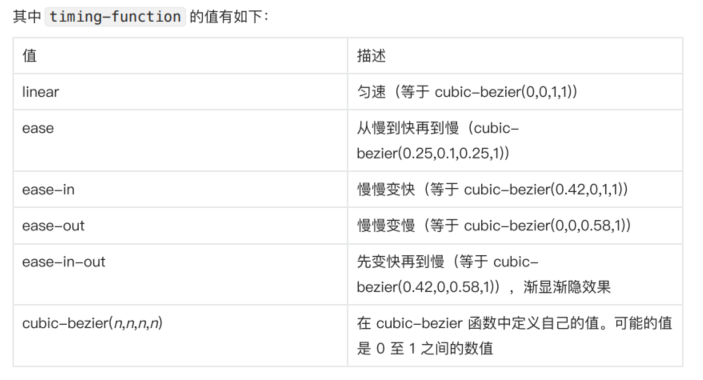 其中 timing-function 的值有如下：
值 描述
linear 匀速（等于 cubic-bezier(0,0,1,1)）
ease 从慢到快再到慢（cubic-
bezier(0.25,0.1,0.25,1)）
ease-in 慢慢变快（等于 cubic-bezier(0.42,0,1,1)）
ease-out 慢慢变慢（等于 cubic-bezier(0,0,0.58,1)）
ease-in-out 先变快再到慢（等于 cubic-
bezier(0.42,0,0.58,1)），渐显渐隐效果
cubic-bezier(n,n,n,n) 在 cubic-bezier 函数中定义自己的值。可能的值
是 0 至 1 之间的数值